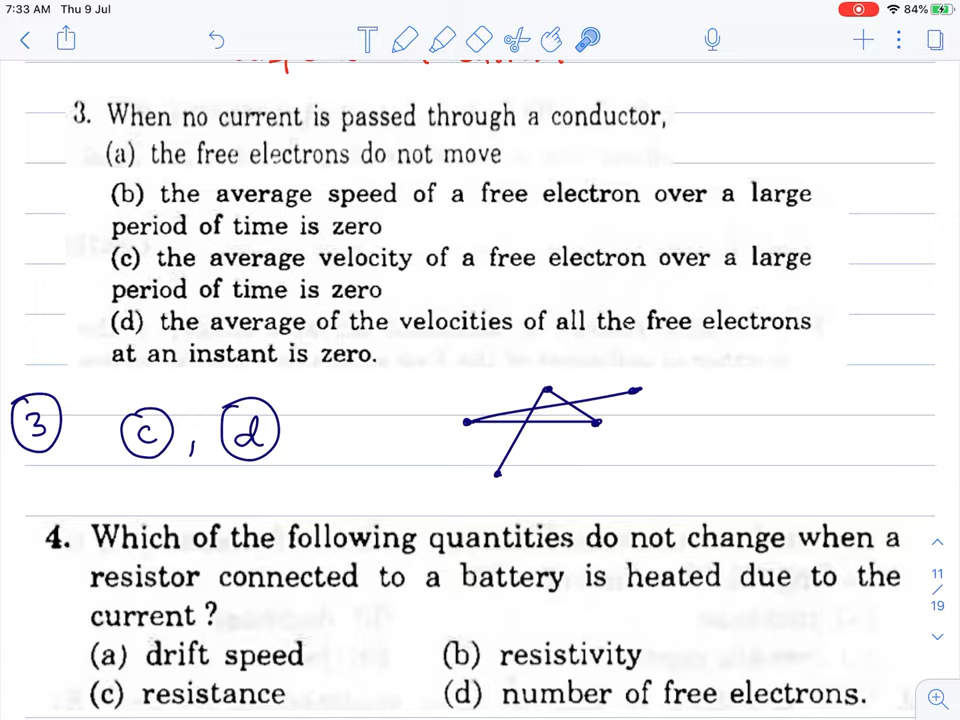 7:33 AM Thu 9 Jul
84%
3. When no current is passed through a conductor,
(a) the free electrons do not move
(b) the average speed of a free electron over a large
period of time is zero
(c) the average velocity of a free electron over a large
period of time is zero
(d) the average of the velocities of all the free electrons
at an instant is zero.
3 c , d
4. Which of the following quantities do not change when a
resistor connected to a battery is heated due to the
current ?
(a) drift speed (b) resistivity
(c) resistance (d) number of free electrons.
11
/
19